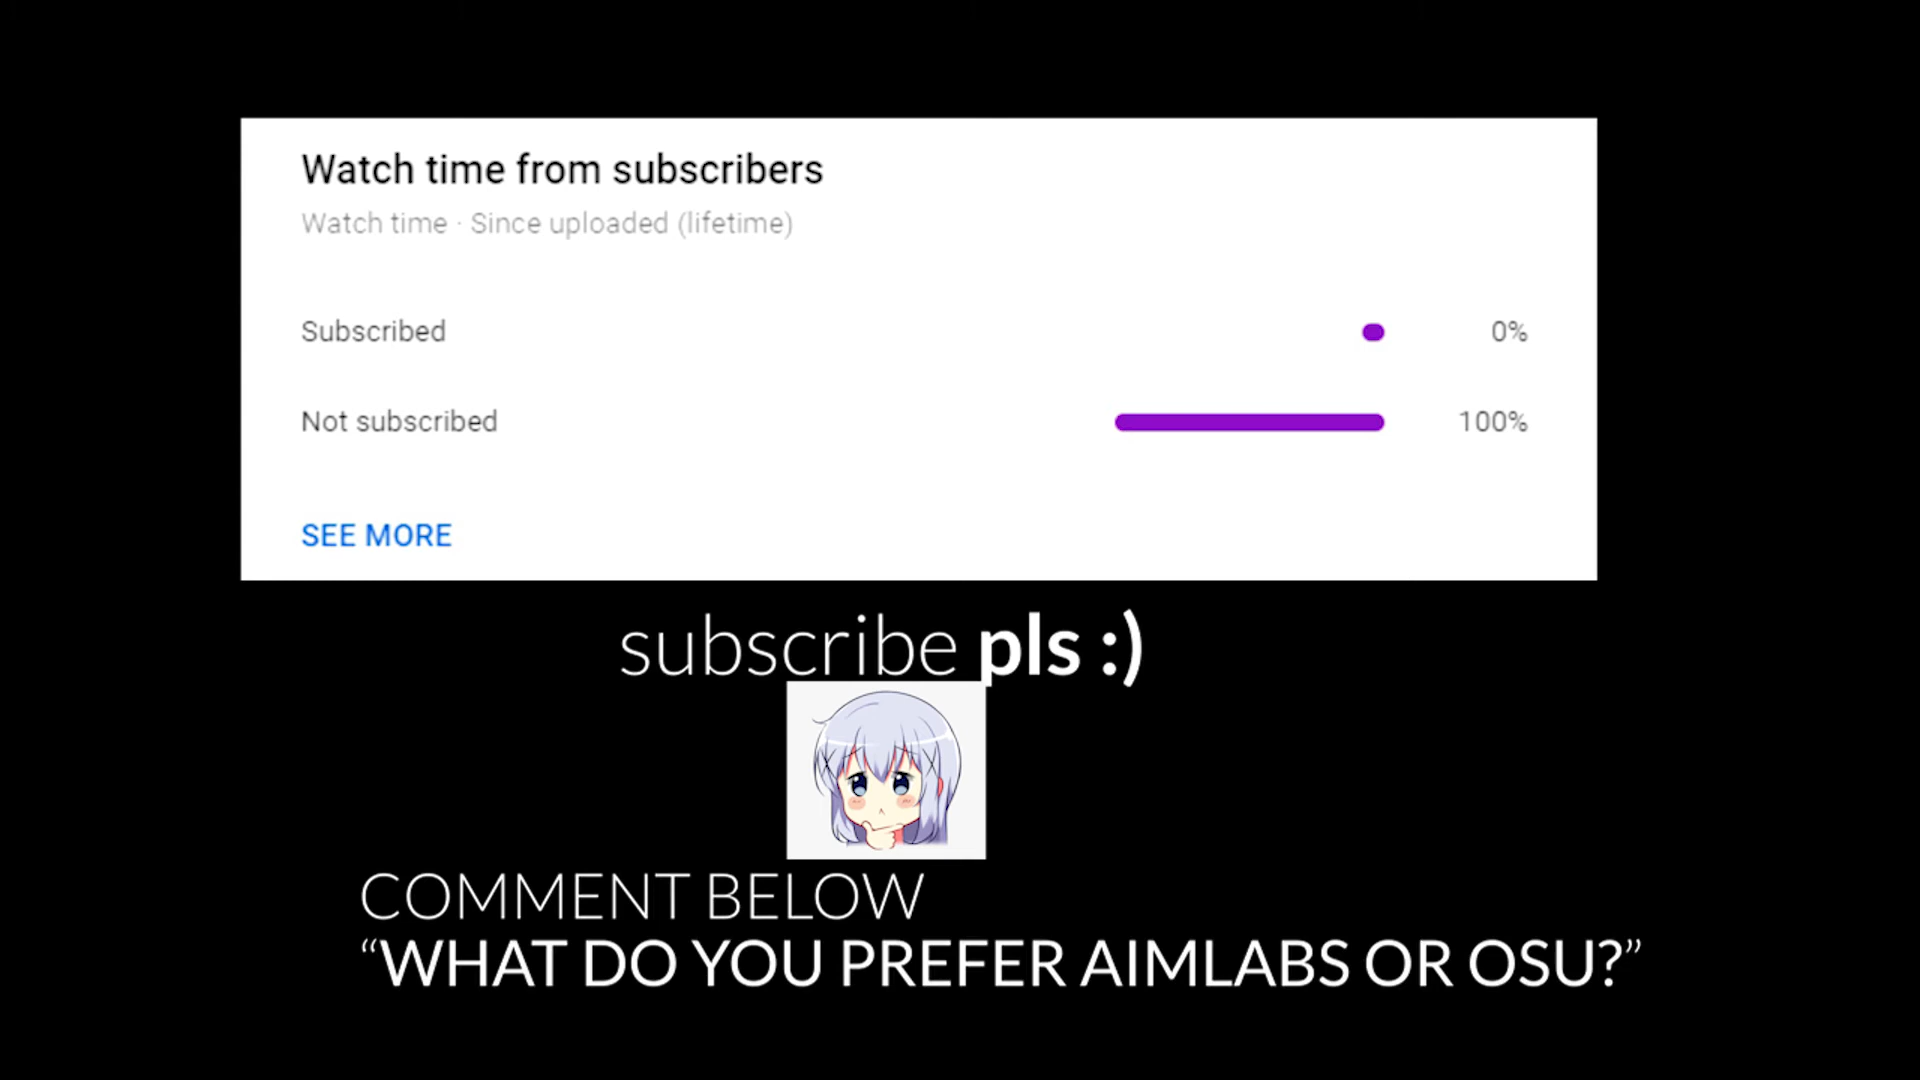 Watch time from subscribers
Watch time · Since uploaded (lifetime)
Subscribed 0%
Not subscribed 100%
SEE MORE
subscribe pls :)
COMMENT BELOW
“WHAT DO YOU PREFER AIMLABS OR OSU?”